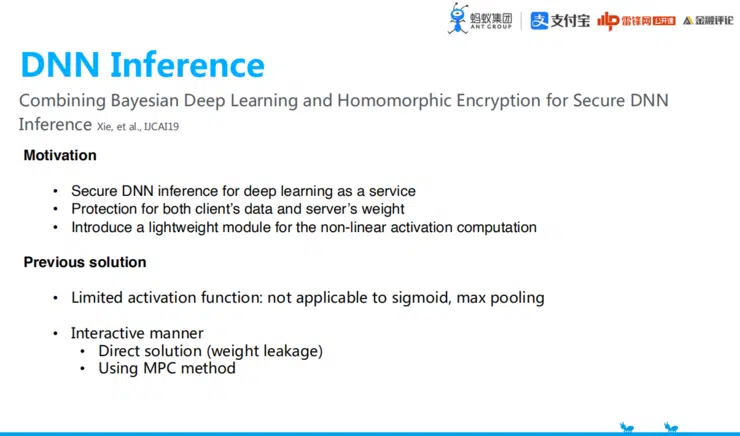 蚂蚁集团
ANT GROUP
支付宝
雷锋网 公开课
金融评论
DNN Inference
Combining Bayesian Deep Learning and Homomorphic Encryption for Secure DNN
Inference Xie, et al., IJCAI19
Motivation
• Secure DNN inference for deep learning as a service
• Protection for both client's data and server's weight
• Introduce a lightweight module for the non-linear activation computation
Previous solution
• Limited activation function: not applicable to sigmoid, max pooling
• Interactive manner
• Direct solution (weight leakage)
• Using MPC method